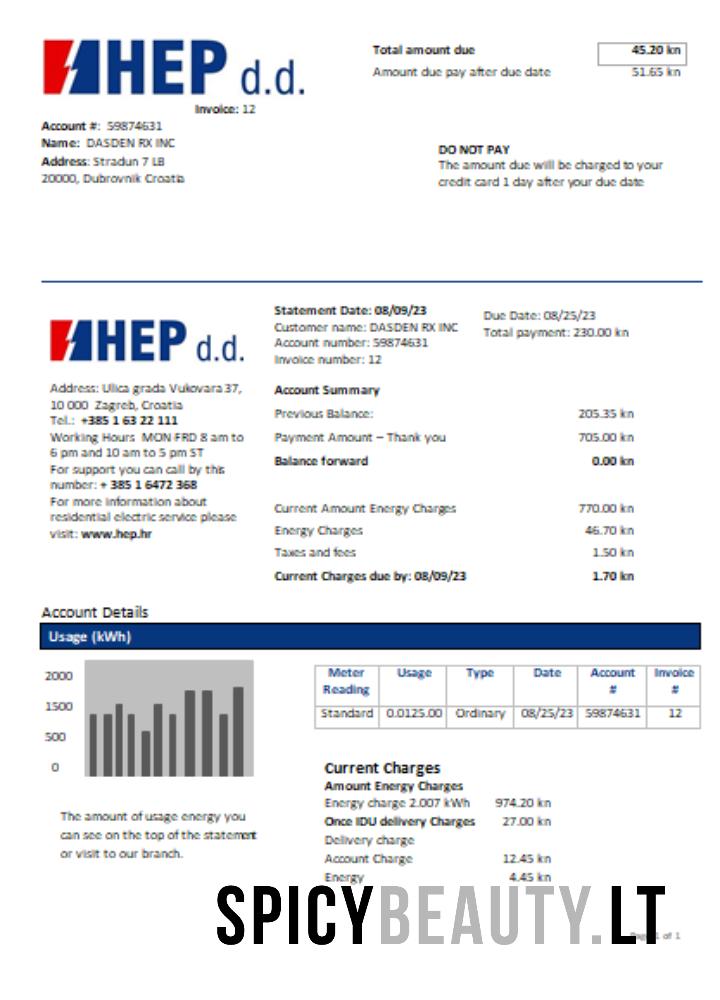 HEP d.d.
Total amount due 45.20 kn
Amount due pay after due date 51.65 kn
Invoice: 12
Account #: 59874631
Name: DASDEN RX INC
Address: Stradun 7 LB
20000, Dubrovnik Croatia
DO NOT PAY
The amount due will be charged to your
credit card 1 day after your due date
HEP d.d.
Address: Ulica grada Vukovara 37,
10 000 Zagreb, Croatia
Tel.: +385 1 63 22 111
Working Hours MON FRD 8 am to
6 pm and 10 am to 5 pm ST
For support you can call by this
number: + 385 1 6472 368
For more information about
residential electric service please
visit: www.hep.hr
Statement Date: 08/09/23
Customer name: DASDEN RX INC
Account number: 59874631
Invoice number: 12
Due Date: 08/25/23
Total payment: 230.00 kn
Account Summary
Previous Balance: 205.35 kn
Payment Amount – Thank you 705.00 kn
Balance forward 0.00 kn
Current Amount Energy Charges 770.00 kn
Energy Charges 46.70 kn
Taxes and fees 1.50 kn
Current Charges due by: 08/09/23 1.70 kn
Account Details
Usage (kWh)
2000
1500
500
0
The amount of usage energy you
can see on the top of the statement
or visit to our branch.
Meter Usage Type Date Account Invoice
Reading # #
Standard 0.0125.00 Ordinary 08/25/23 59874631 12
Current Charges
Amount Energy Charges
Energy charge 2.007 kWh 974.20 kn
Once IDU delivery Charges 27.00 kn
Delivery charge
Account Charge 12.45 kn
Energy 4.45 kn
SPICYBEAUTY.LT
Page 1 of 1